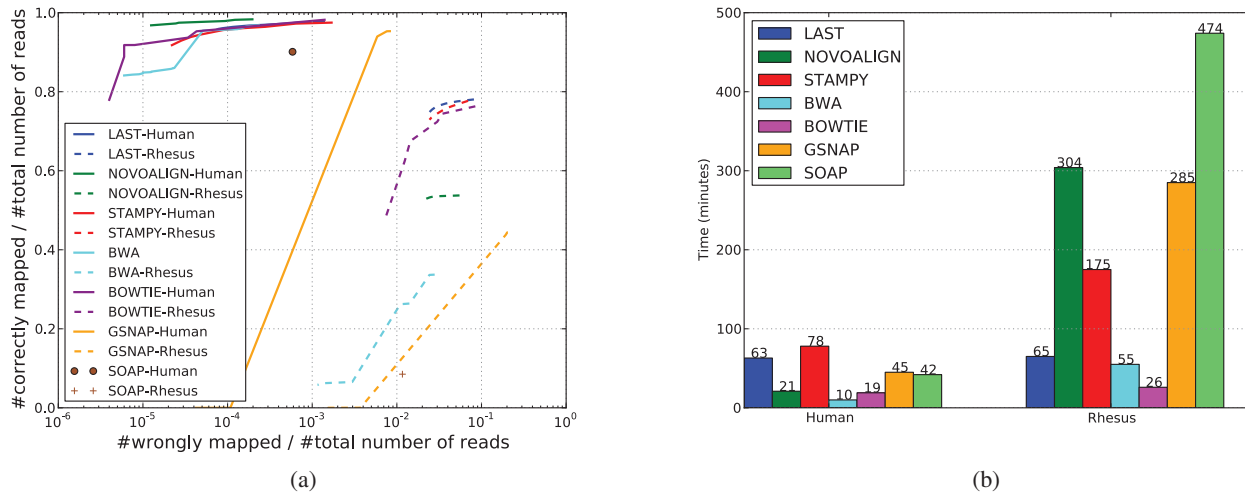 1.0
0.8
0.6
0.4
0.2
0.0
#correctly mapped / #total number of reads
LAST-Human
LAST-Rhesus
NOVOALIGN-Human
NOVOALIGN-Rhesus
STAMPY-Human
STAMPY-Rhesus
BWA
BWA-Rhesus
BOWTIE-Human
BOWTIE-Rhesus
GSNAP-Human
GSNAP-Rhesus
SOAP-Human
SOAP-Rhesus
10⁻⁶ 10⁻⁵ 10⁻⁴ 10⁻³ 10⁻² 10⁻¹ 10⁰
#wrongly mapped / #total number of reads
(a)
500
400
300
200
100
0
Time (minutes)
LAST
NOVOALIGN
STAMPY
BWA
BOWTIE
GSNAP
SOAP
63 21 78 10 19 45 42
65 304 175 55 26 285 474
Human Rhesus
(b)